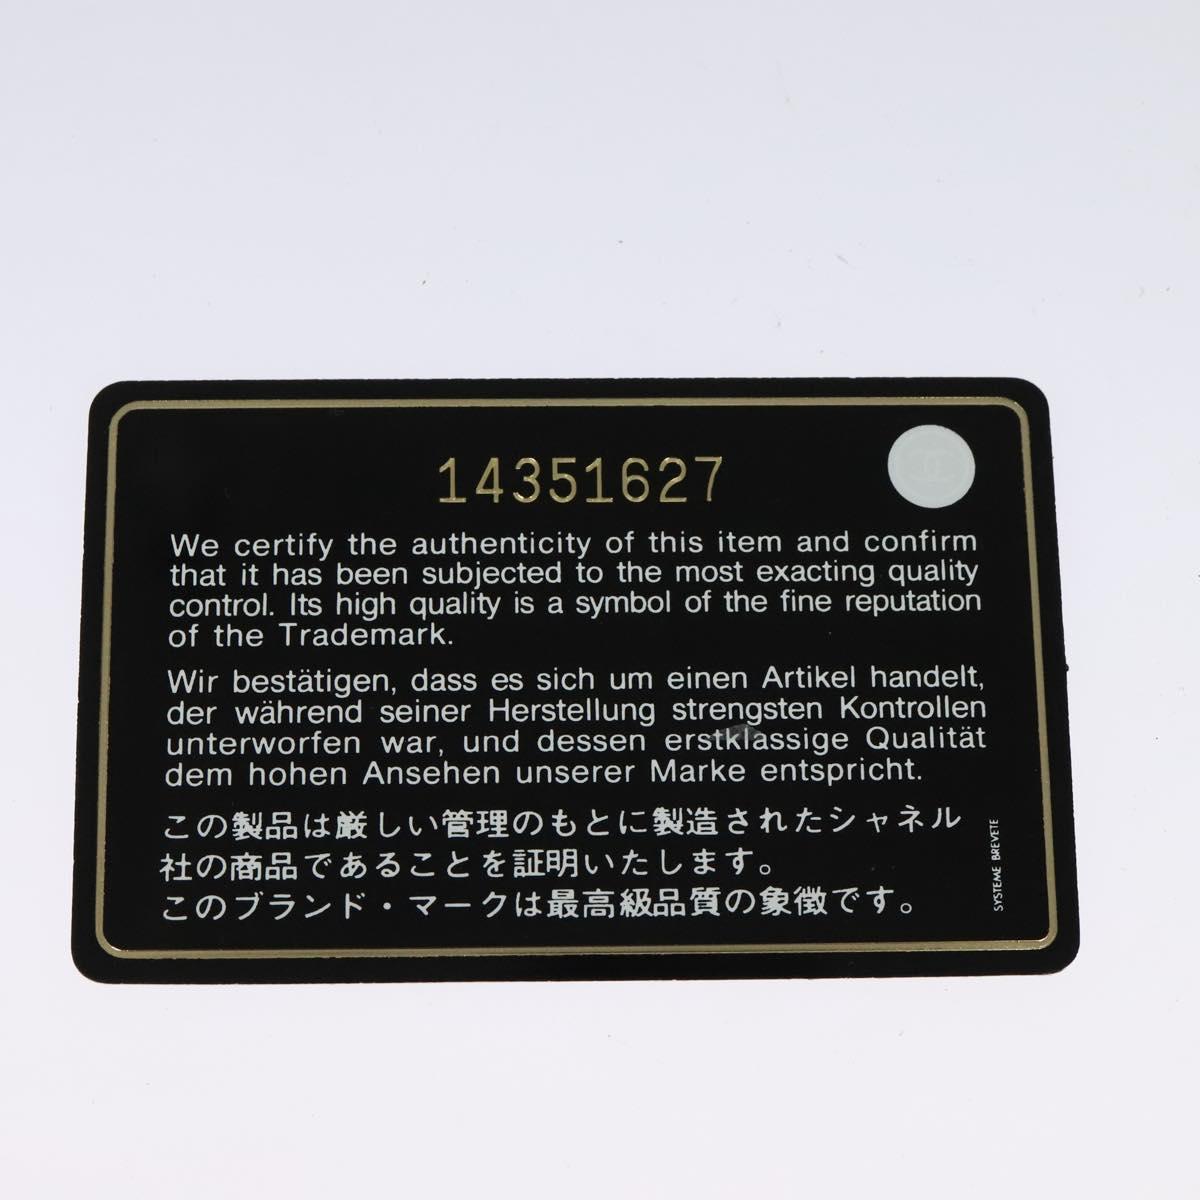 14351627
We certify the authenticity of this item and confirm
that it has been subjected to the most exacting quality
control. Its high quality is a symbol of the fine reputation
of the Trademark.
Wir bestätigen, dass es sich um einen Artikel handelt,
der während seiner Herstellung strengsten Kontrollen
unterworfen war, und dessen erstklassige Qualität
dem hohen Ansehen unserer Marke entspricht.
この製品は厳しい管理のもとに製造されたシャネル
社の商品であることを証明いたします。
このブランド・マークは最高級品質の象徴です。
SYSTEME BREVETE